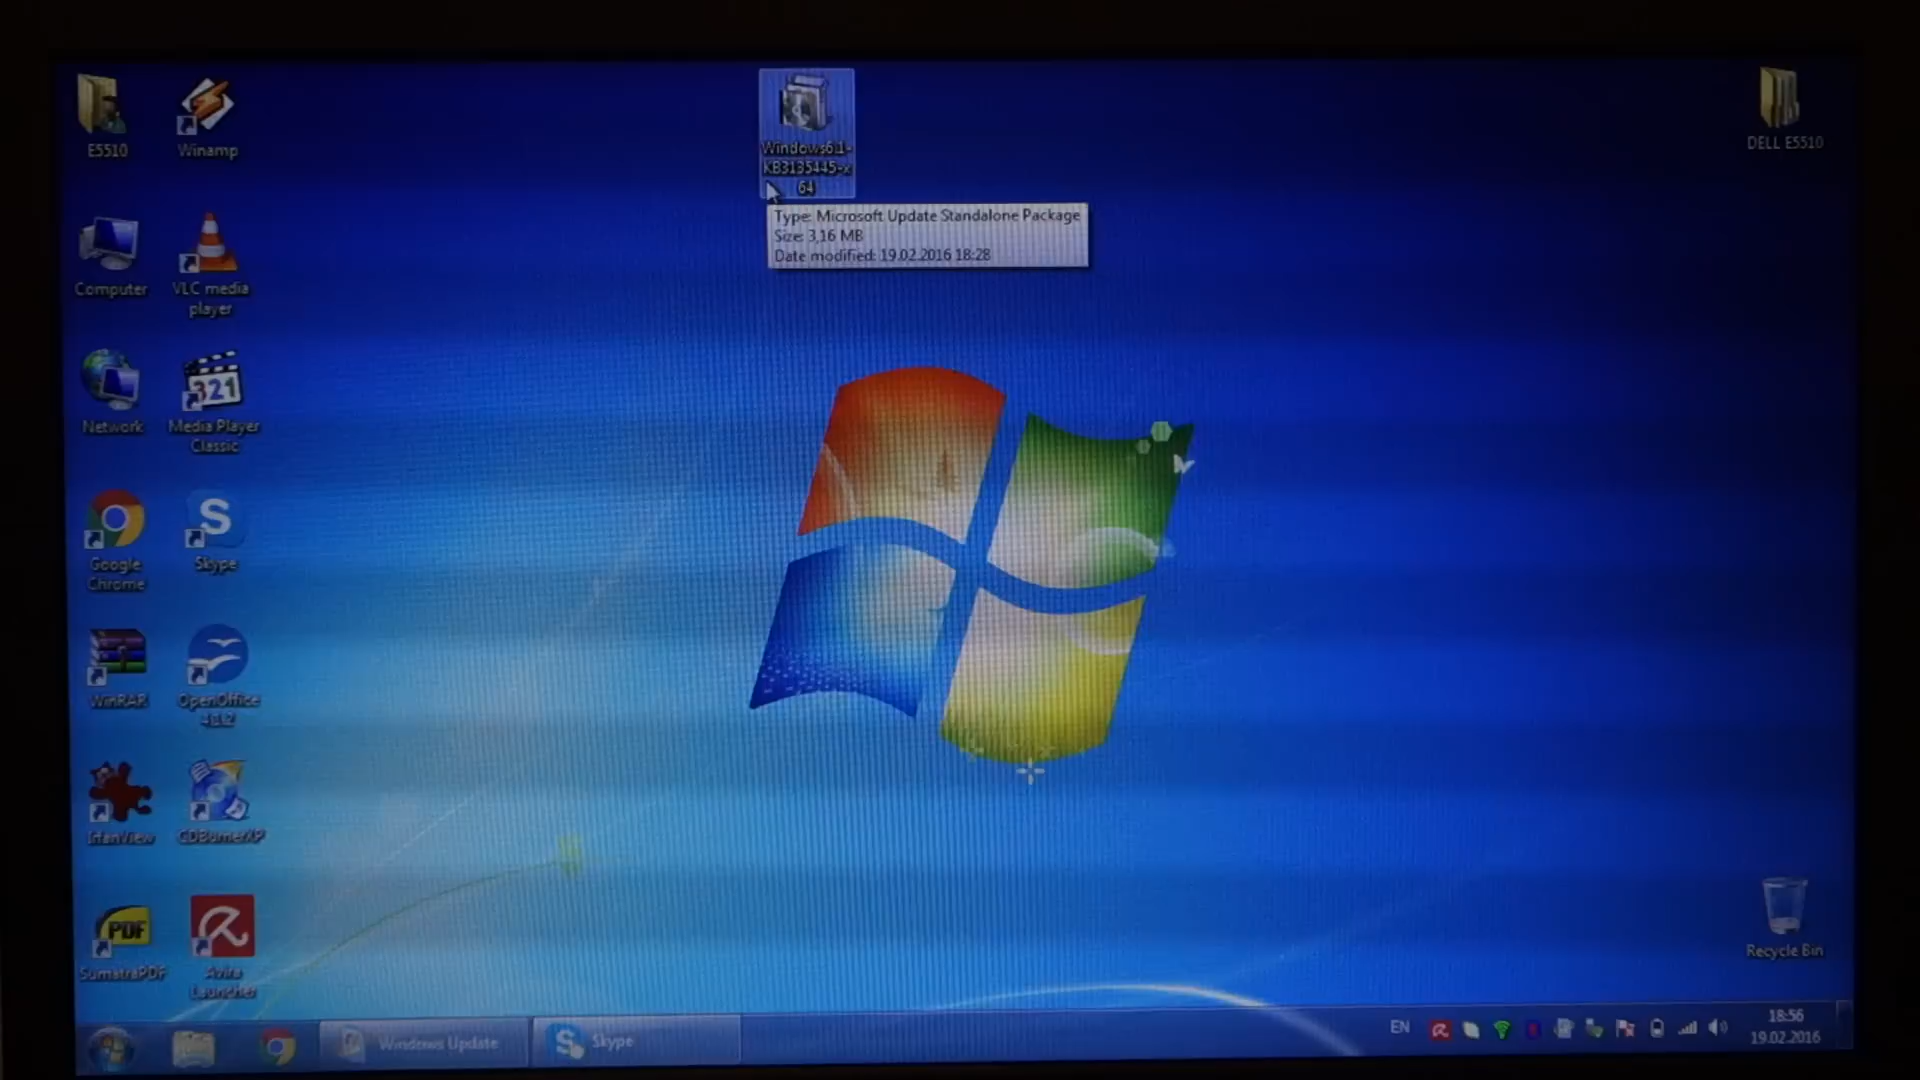 E5510
Winamp
Windows6.1-
KB3135445-x
64
DELL E5510
Type: Microsoft Update Standalone Package
Size: 3,16 MB
Date modified: 19.02.2016 18:28
Computer
VLC media
player
Network
321
Media Player
Classic
Google
Chrome
S
Skype
WinRAR
OpenOffice
4.1.2
IrfanView
CDBurnerXP
PDF
SumatraPDF
Avira
Launcher
Recycle Bin
Windows Update
S
Skype
EN
18:56
19.02.2016